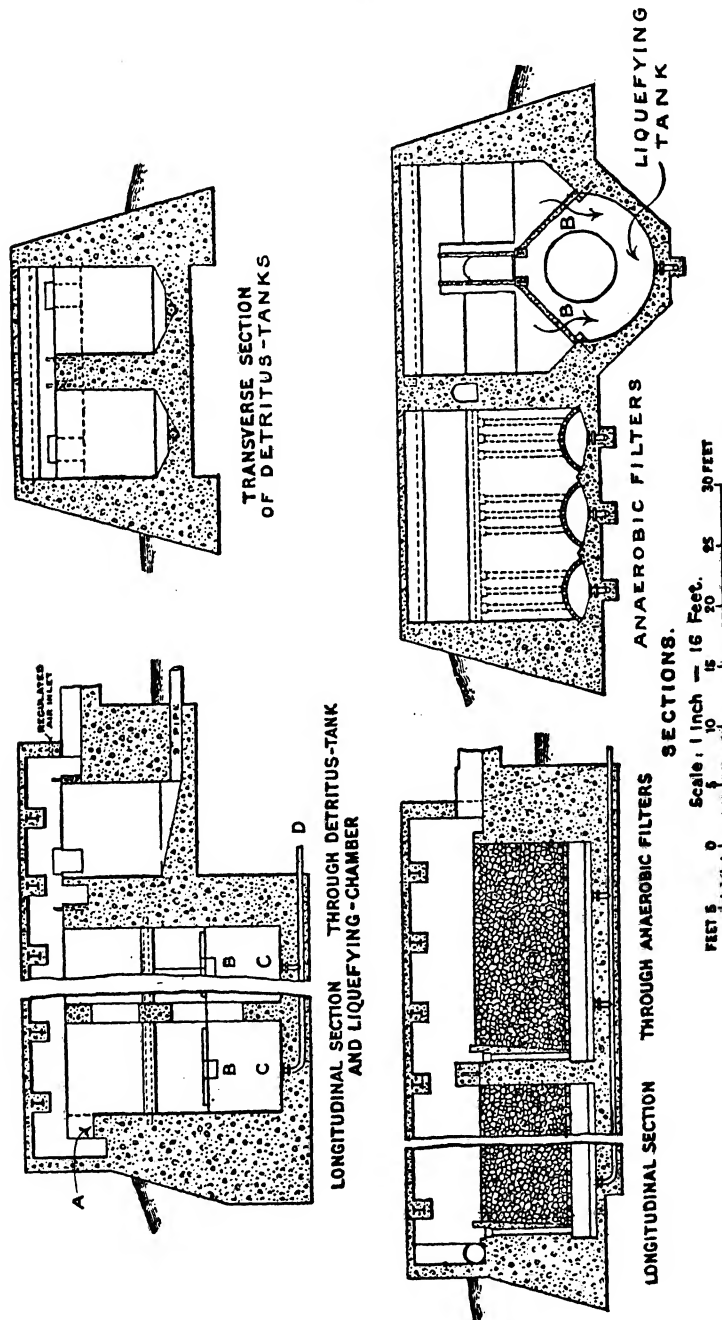 REGULATED
AIR INLET
9" PIPE
A
B
C
B
C
D
LONGITUDINAL SECTION THROUGH DETRITUS-TANK
AND LIQUEFYING-CHAMBER
TRANSVERSE SECTION
OF DETRITUS-TANKS
LONGITUDINAL SECTION THROUGH ANAEROBIC FILTERS
ANAEROBIC FILTERS
B
B
LIQUEFYING
TANK
SECTIONS.
Scale: 1 Inch = 16 Feet.
FEET 5 0 5 10 15 20 25 30 FEET